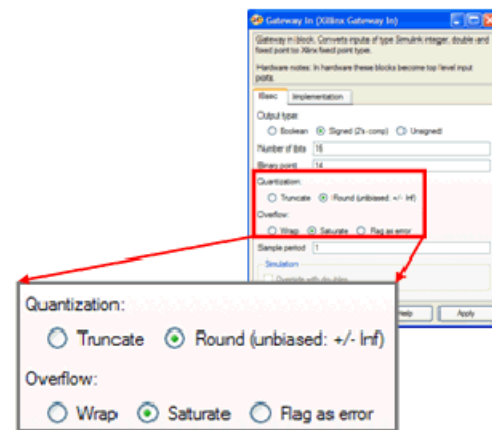 Gateway In (Xilinx Gateway In)
Gateway in block. Converts inputs of type Simulink integer, double and
fixed point to Xilinx fixed point type.
Hardware notes: In hardware these blocks become top level input
ports.
Basic Implementation
Output type:
Boolean Signed (2's comp) Unsigned
Number of bits 16
Binary point 14
Quantization:
Truncate Round (unbiased: +/- Inf)
Overflow:
Wrap Saturate Flag as error
Sample period 1
Simulation
Override with doubles
Help Apply
Quantization:
Truncate Round (unbiased: +/- Inf)
Overflow:
Wrap Saturate Flag as error